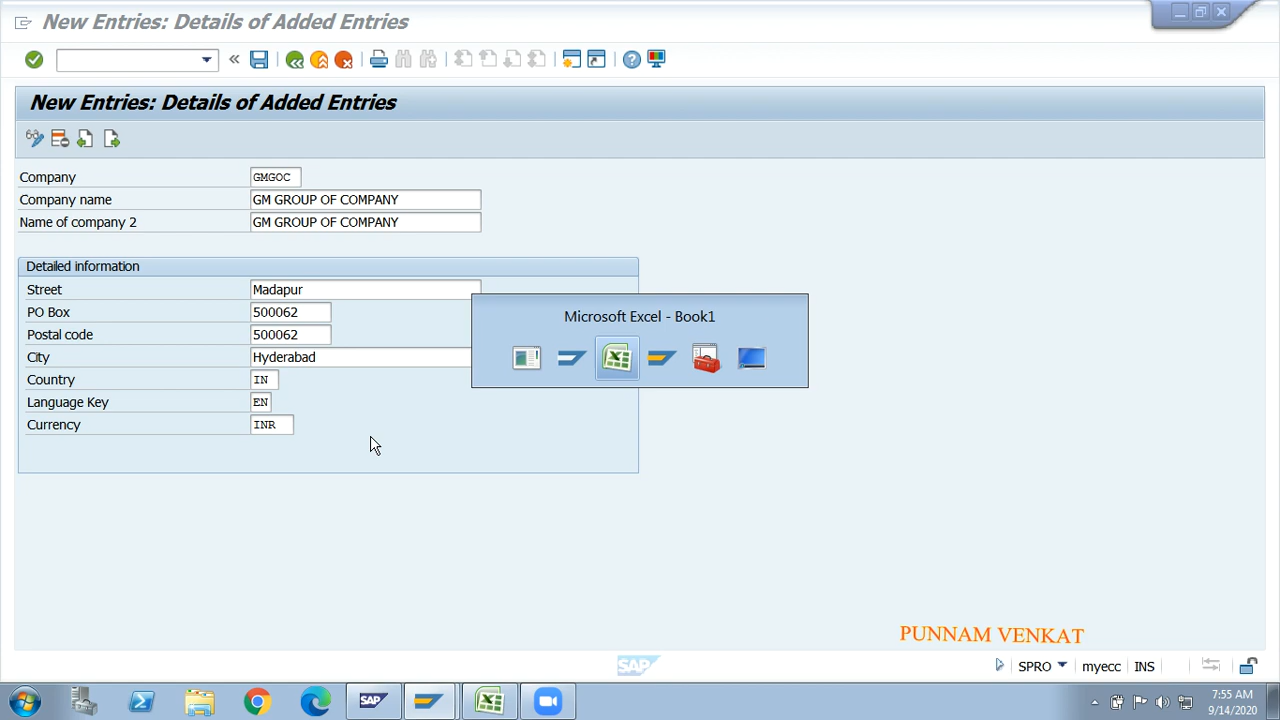 New Entries: Details of Added Entries
New Entries: Details of Added Entries
Company GMGOC
Company name GM GROUP OF COMPANY
Name of company 2 GM GROUP OF COMPANY
Detailed information
Street Madapur
PO Box 500062
Postal code 500062
City Hyderabad
Country IN
Language Key EN
Currency INR
Microsoft Excel - Book1
PUNNAM VENKAT
SAP
SPRO myecc INS
SAP
7:55 AM
9/14/2020